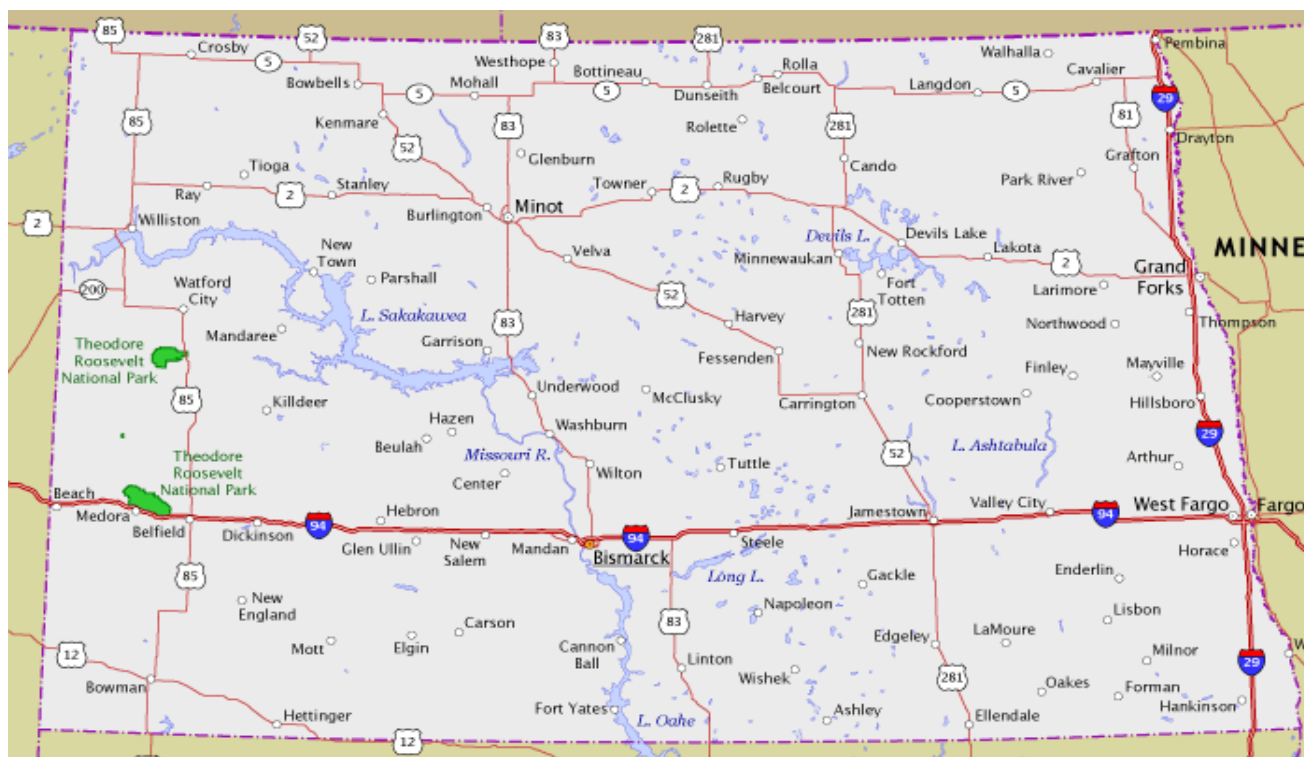 85
52
83
281
Pembina
Crosby
Westhope
Walhalla
5
Bowbells
Mohall
Bottineau
Rolla
Cavalier
5
5
Dunseith
Belcourt
Langdon
5
29
85
Kenmare
83
Rolette
281
81
Drayton
52
Glenburn
Cando
Grafton
Tioga
Park River
Ray
2
Stanley
Towner
2
Rugby
Burlington
Minot
2
Williston
Devils L.
Devils Lake
Lakota
MINNE
New
Town
Velva
Minnewaukan
2
Grand
Forks
Parshall
Fort
Totten
Larimore
200
Watford
City
52
281
L. Sakakawea
83
Harvey
Northwood
Thompson
Mandaree
Garrison
Theodore
Roosevelt
National Park
Fessenden
New Rockford
Finley
Mayville
85
Underwood
McClusky
Carrington
Cooperstown
Hillsboro
Killdeer
Hazen
Washburn
29
Beulah
Missouri R.
52
L. Ashtabula
Theodore
Roosevelt
National Park
Wilton
Tuttle
Arthur
Center
Beach
Medora
Belfield
Dickinson
94
Hebron
Jamestown
Valley City
94
West Fargo
Fargo
Glen Ullin
New
Salem
Mandan
94
Bismarck
Steele
Horace
85
Long L.
Gackle
Enderlin
New
England
Napoleon
Lisbon
83
Mott
Elgin
Carson
Cannon
Ball
Edgeley
LaMoure
12
Linton
Milnor
29
W
Bowman
Wishek
281
Oakes
Forman
Hankinson
Hettinger
Fort Yates
L. Oahe
Ashley
Ellendale
12